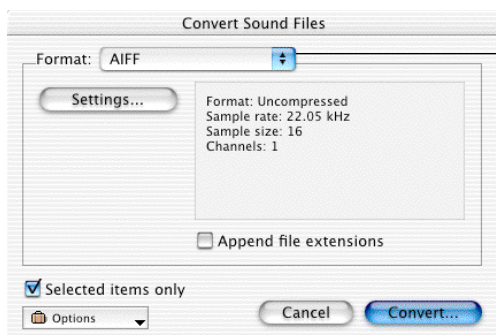 Convert Sound Files
Format: AIFF
Settings...
Format: Uncompressed
Sample rate: 22.05 kHz
Sample size: 16
Channels: 1
Append file extensions
Selected items only
Options
Cancel
Convert...